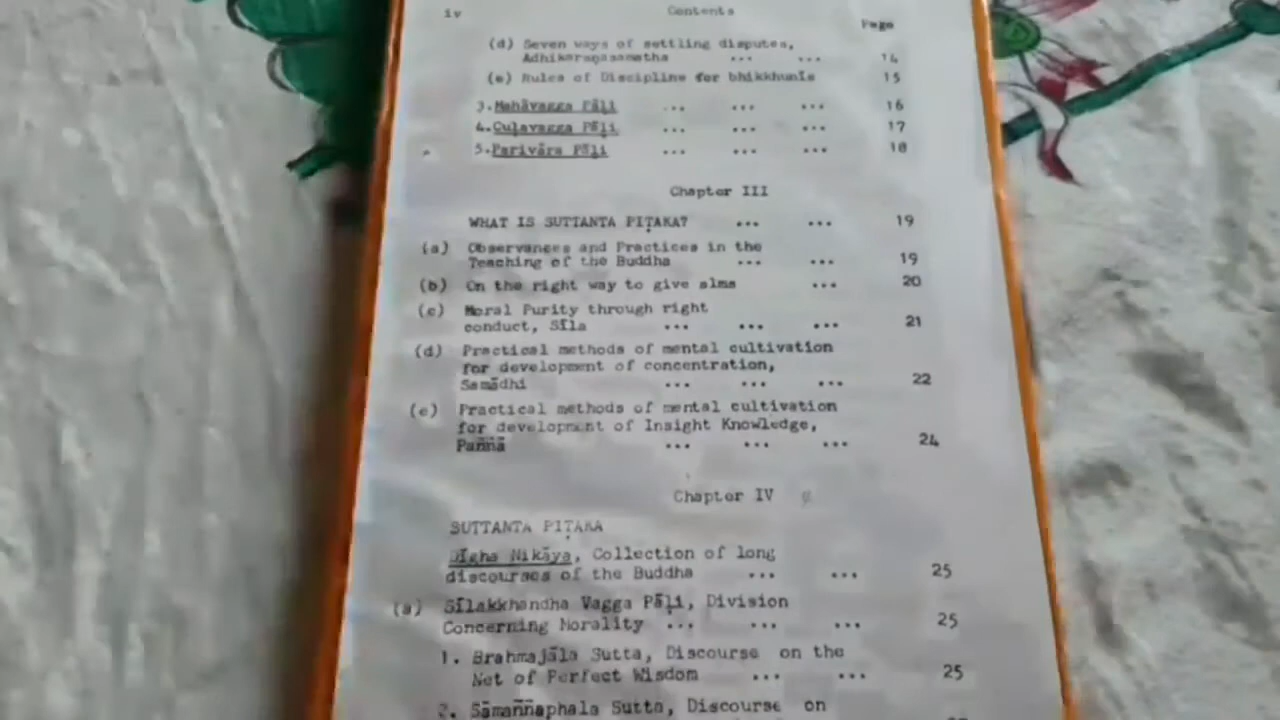 iv Contents
Page
(d) Seven ways of settling disputes,
Adhikaraṇasamatha ... ... 14
(e) Rules of Discipline for bhikkhunīs 15
3. Mahāvagga Pāḷi ... ... ... 16
4. Cuḷavagga Pāḷi ... ... ... 17
5. Parivāra Pāḷi ... ... ... 18
Chapter III
WHAT IS SUTTANTA PIṬAKA? ... ... 19
(a) Observances and Practices in the
Teaching of the Buddha ... ... 19
(b) On the right way to give alms ... 20
(c) Moral Purity through right
conduct, Sīla ... ... ... 21
(d) Practical methods of mental cultivation
for development of concentration,
Samādhi ... ... ... 22
(e) Practical methods of mental cultivation
for development of Insight Knowledge,
Paññā ... ... ... 24
Chapter IV
SUTTANTA PIṬAKA
Dīgha Nikāya, Collection of long
discourses of the Buddha ... ... 25
(a) Sīlakkhandha Vagga Pāḷi, Division
Concerning Morality ... ... ... 25
1. Brahmajāla Sutta, Discourse on the
Net of Perfect Wisdom ... ... 25
2. Sāmaññaphala Sutta, Discourse on